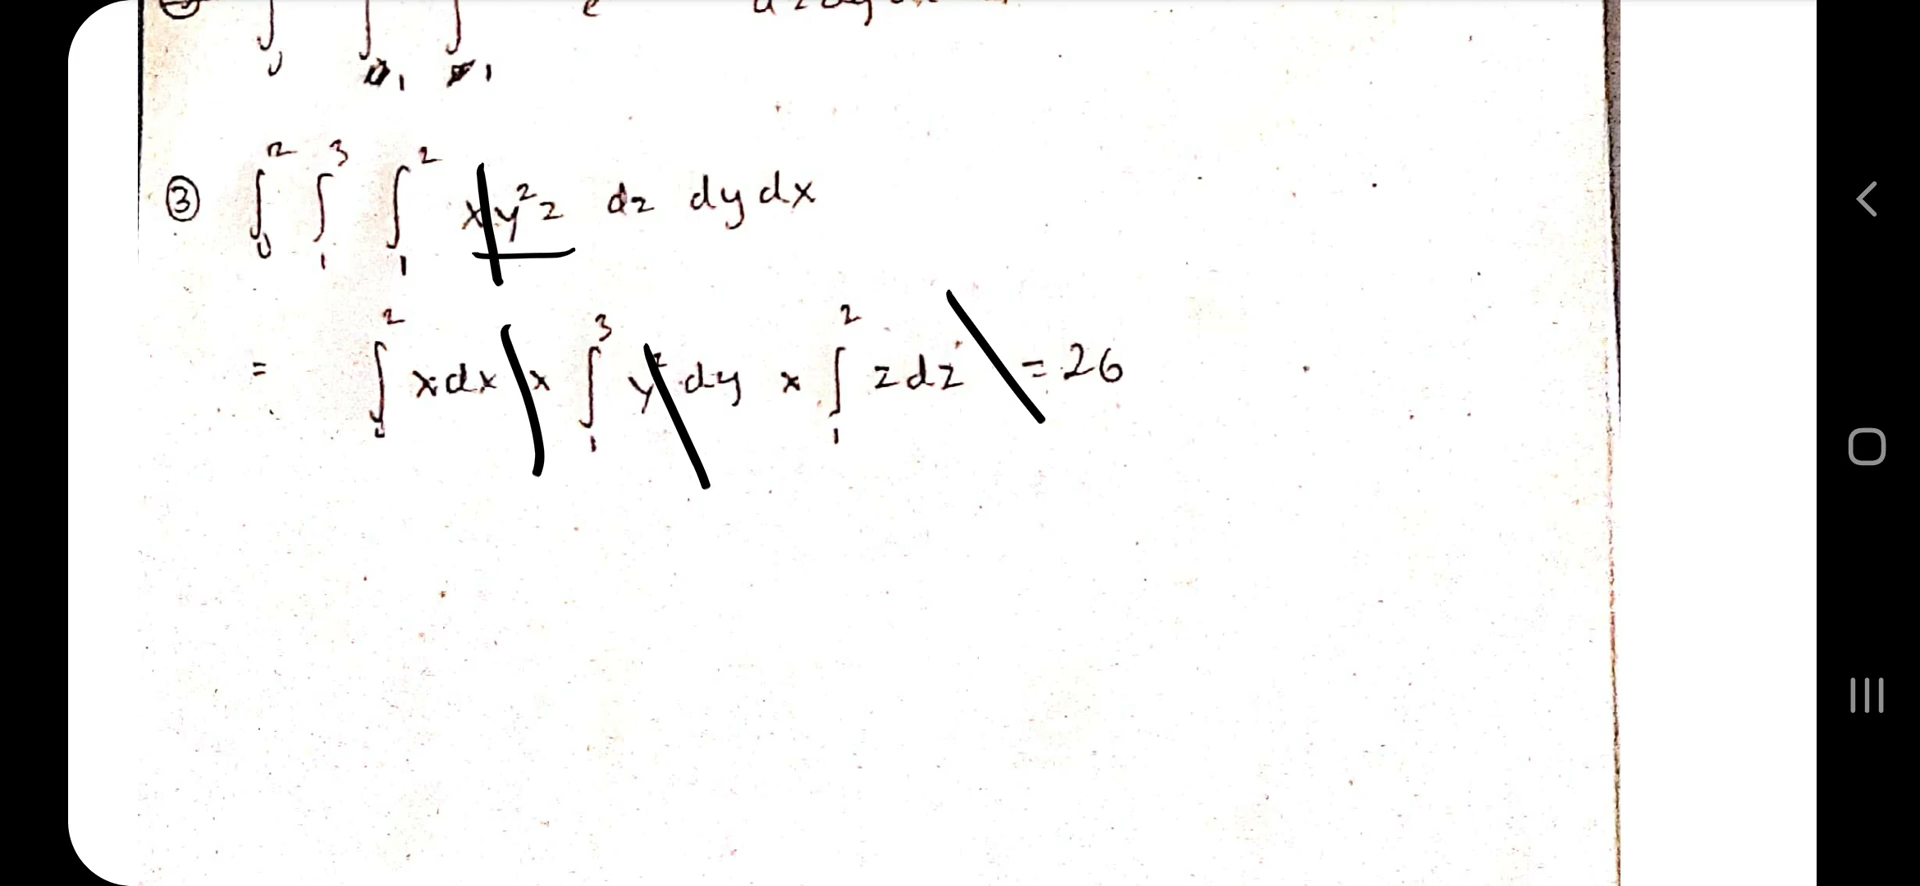 ③ ∫₀² ∫₁³ ∫₁² xy²z dz dy dx
= ∫₀² x dx × ∫₁³ y² dy × ∫₁² z dz = 26